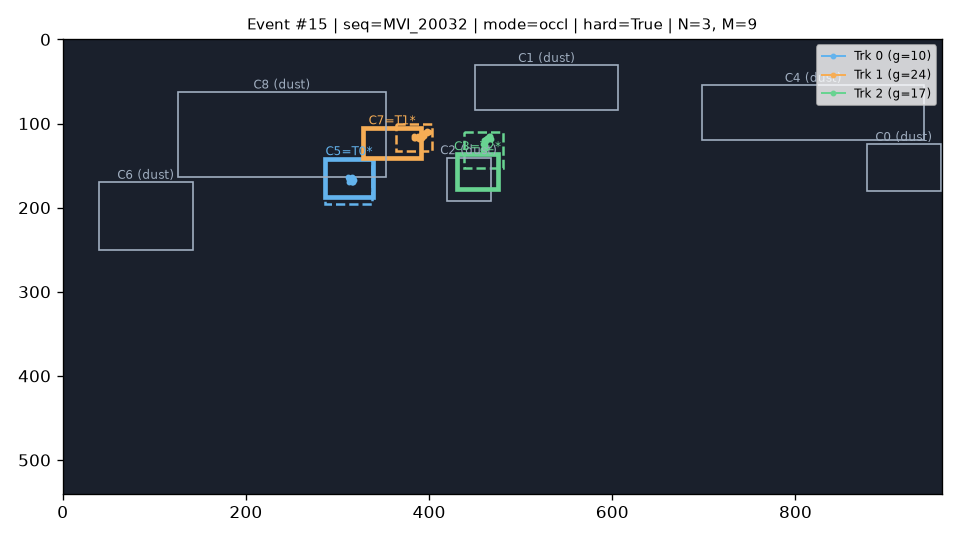 Event #15 | seq=MVI_20032 | mode=occl | hard=True | N=3, M=9
Trk 0 (g=10)
Trk 1 (g=24)
Trk 2 (g=17)
C1 (dust)
C8 (dust)
C4 (dust)
C7=T1*
C0 (dust)
C5=T0*
C2 (dust)
C6 (dust)
0
100
200
300
400
500
0
200
400
600
800